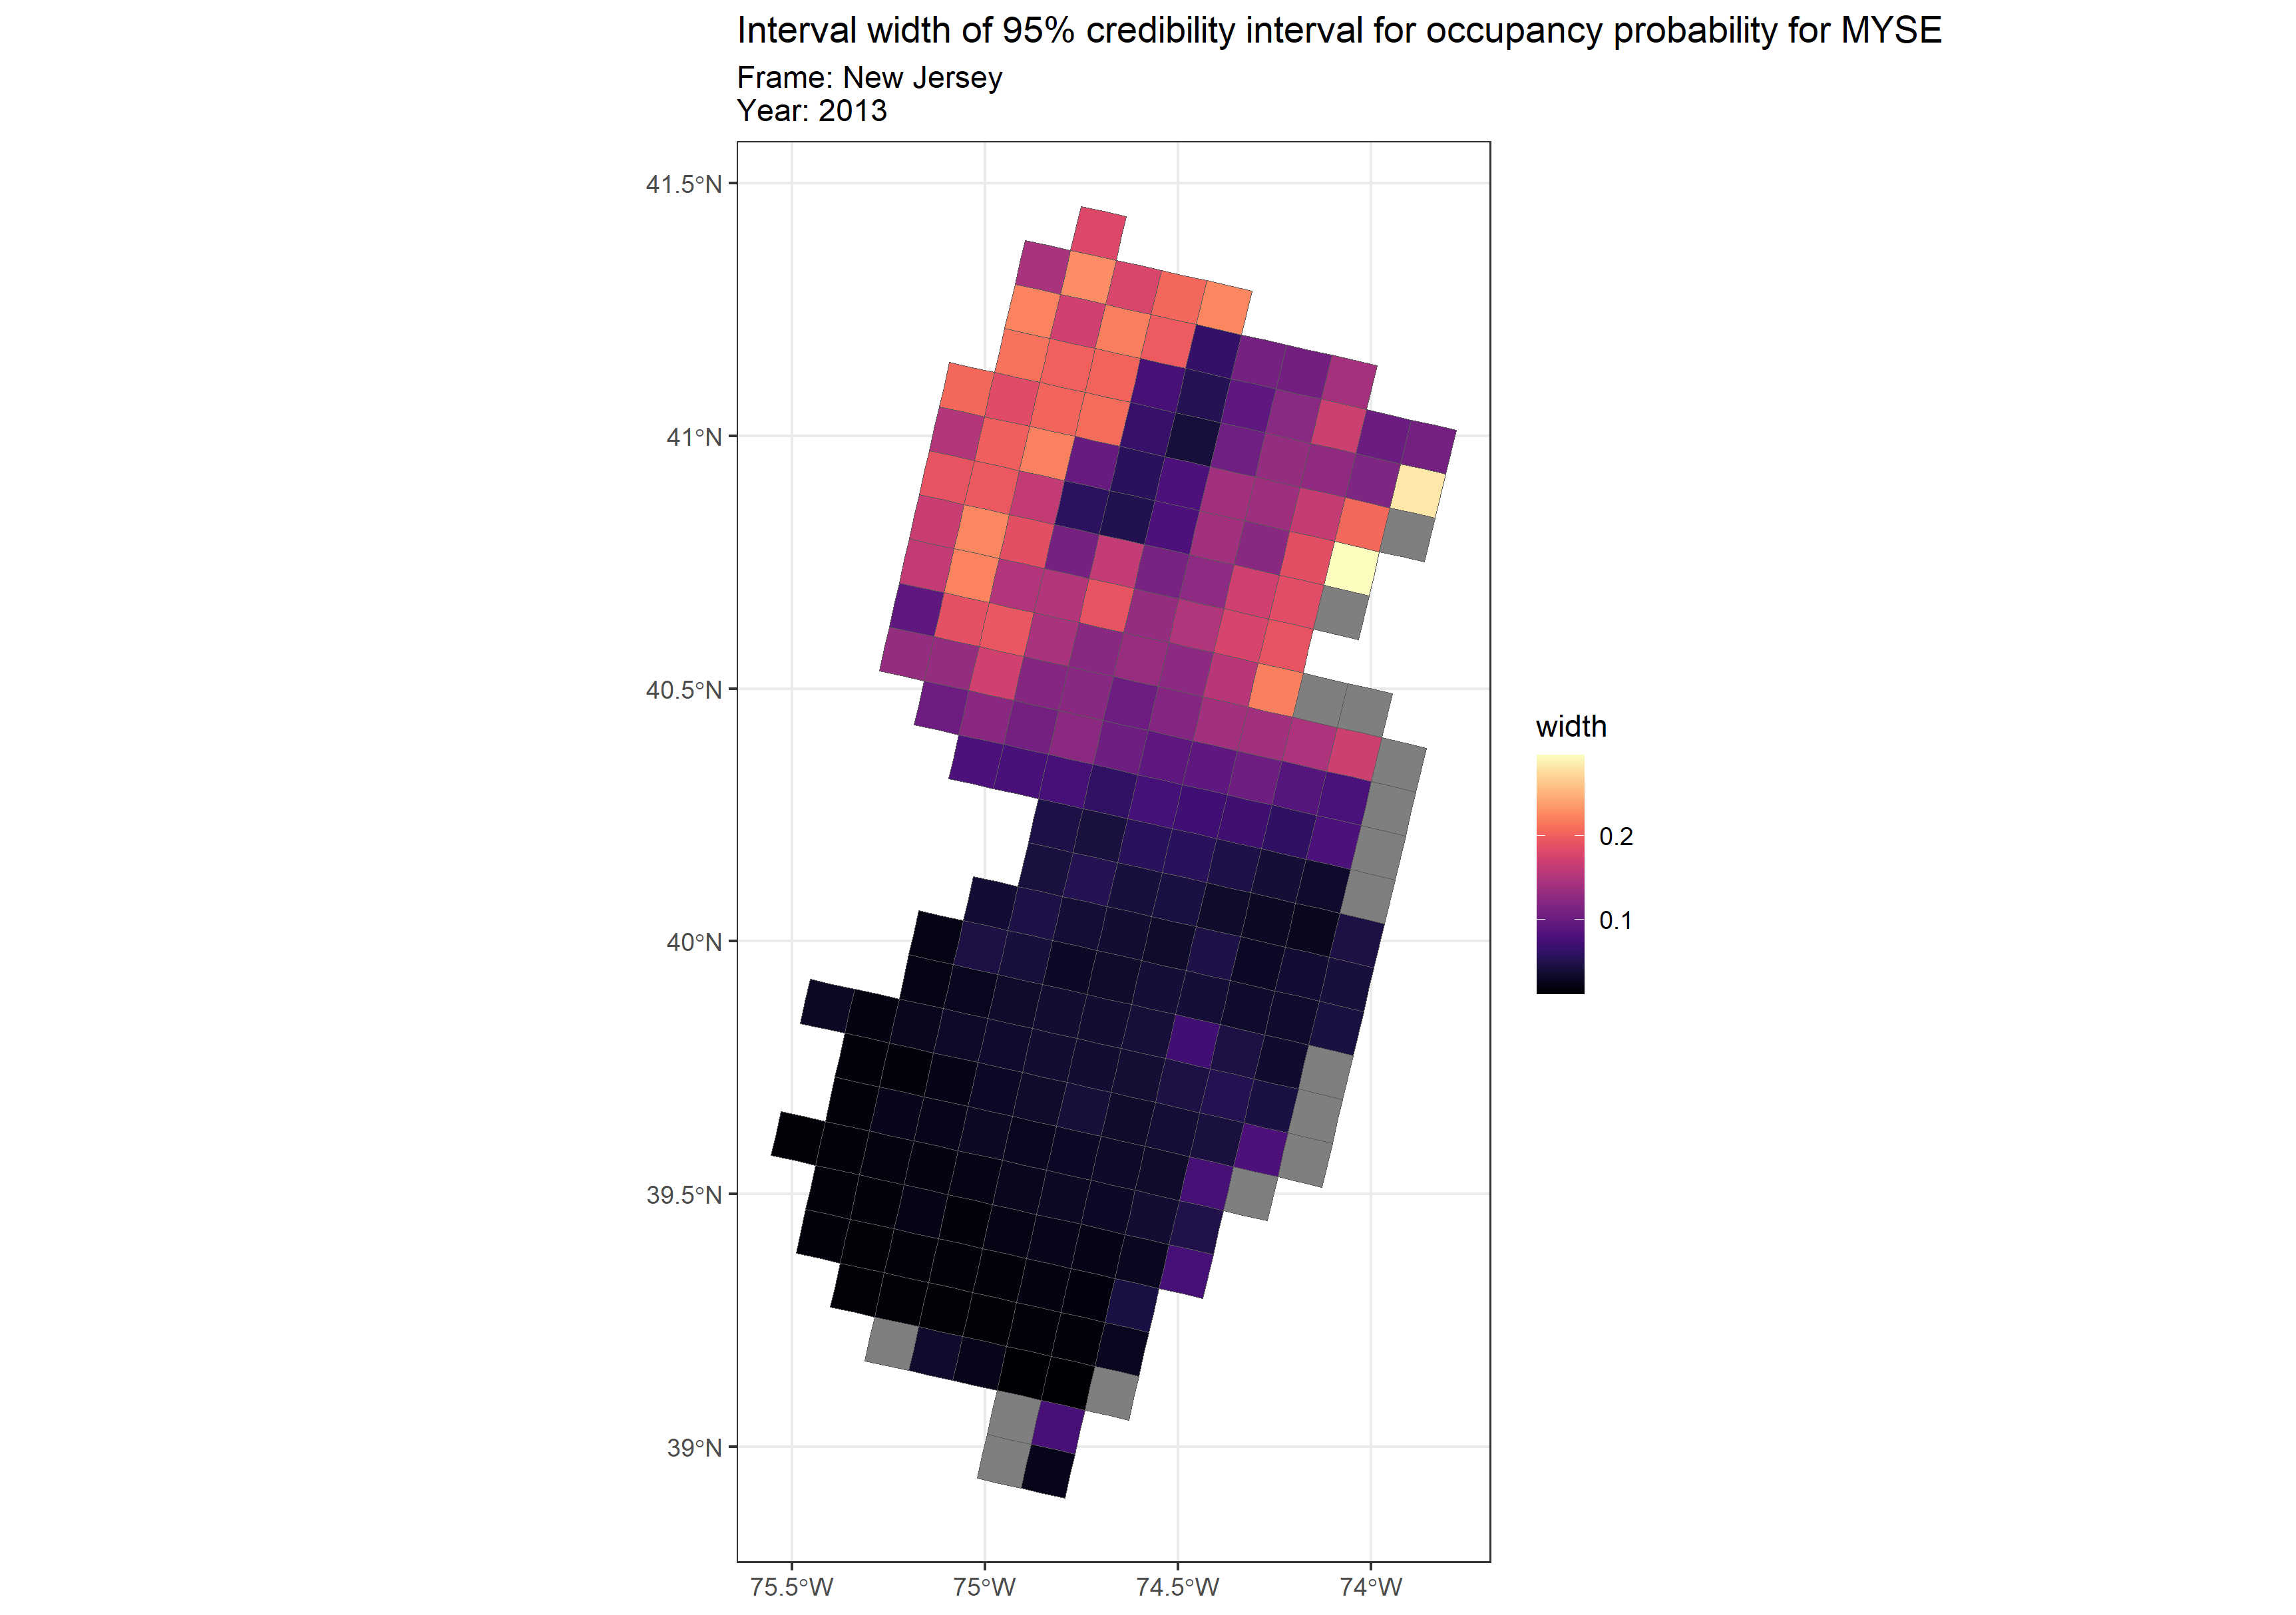 Interval width of 95% credibility interval for occupancy probability for MYSE
Frame: New Jersey
Year: 2013
41.5°N
41°N
40.5°N
40°N
39.5°N
39°N
75.5°W
75°W
74.5°W
74°W
width
0.2
0.1